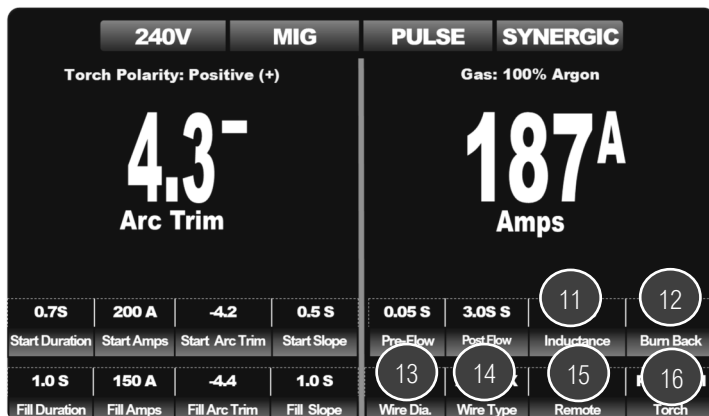 240V MIG PULSE SYNERGIC
Torch Polarity: Positive (+) Gas: 100% Argon
4.3- 187A
Arc Trim Amps
0.7S 200 A -4.2 0.5 S 0.05 S 3.0S S 11 12
Start Duration Start Amps Start Arc Trim Start Slope Pre-Flow Post Flow Inductance Burn Back
1.0 S 150 A -4.4 1.0 S 13 14 15 16
Fill Duration Fill Amps Fill Arc Trim Fill Slope Wire Dia. Wire Type Remote Torch